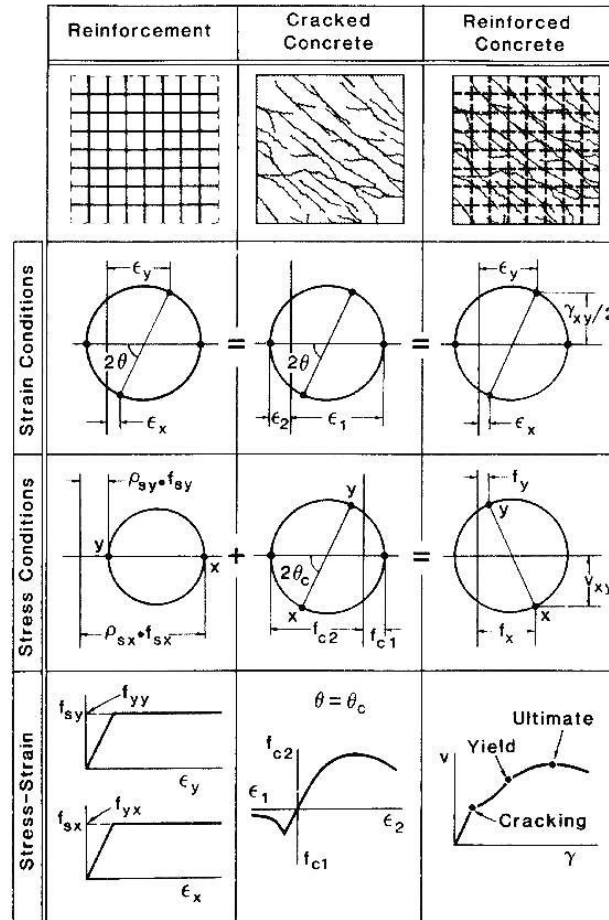 Reinforcement
Cracked
Concrete
Reinforced
Concrete
Strain Conditions
ϵy
2θ
ϵx
=
2θ
ϵ2
ϵ1
=
ϵy
γxy/2
ϵx
Stress Conditions
ρsy•fsy
y
x
ρsx•fsx
+
y
2θc
x
fc2
fc1
=
fy
y
vxy
fx
x
Stress-Strain
fsy
fyy
ϵy
fsx
fyx
ϵx
θ = θc
fc2
ϵ1
ϵ2
fc1
v
Ultimate
Yield
Cracking
γ